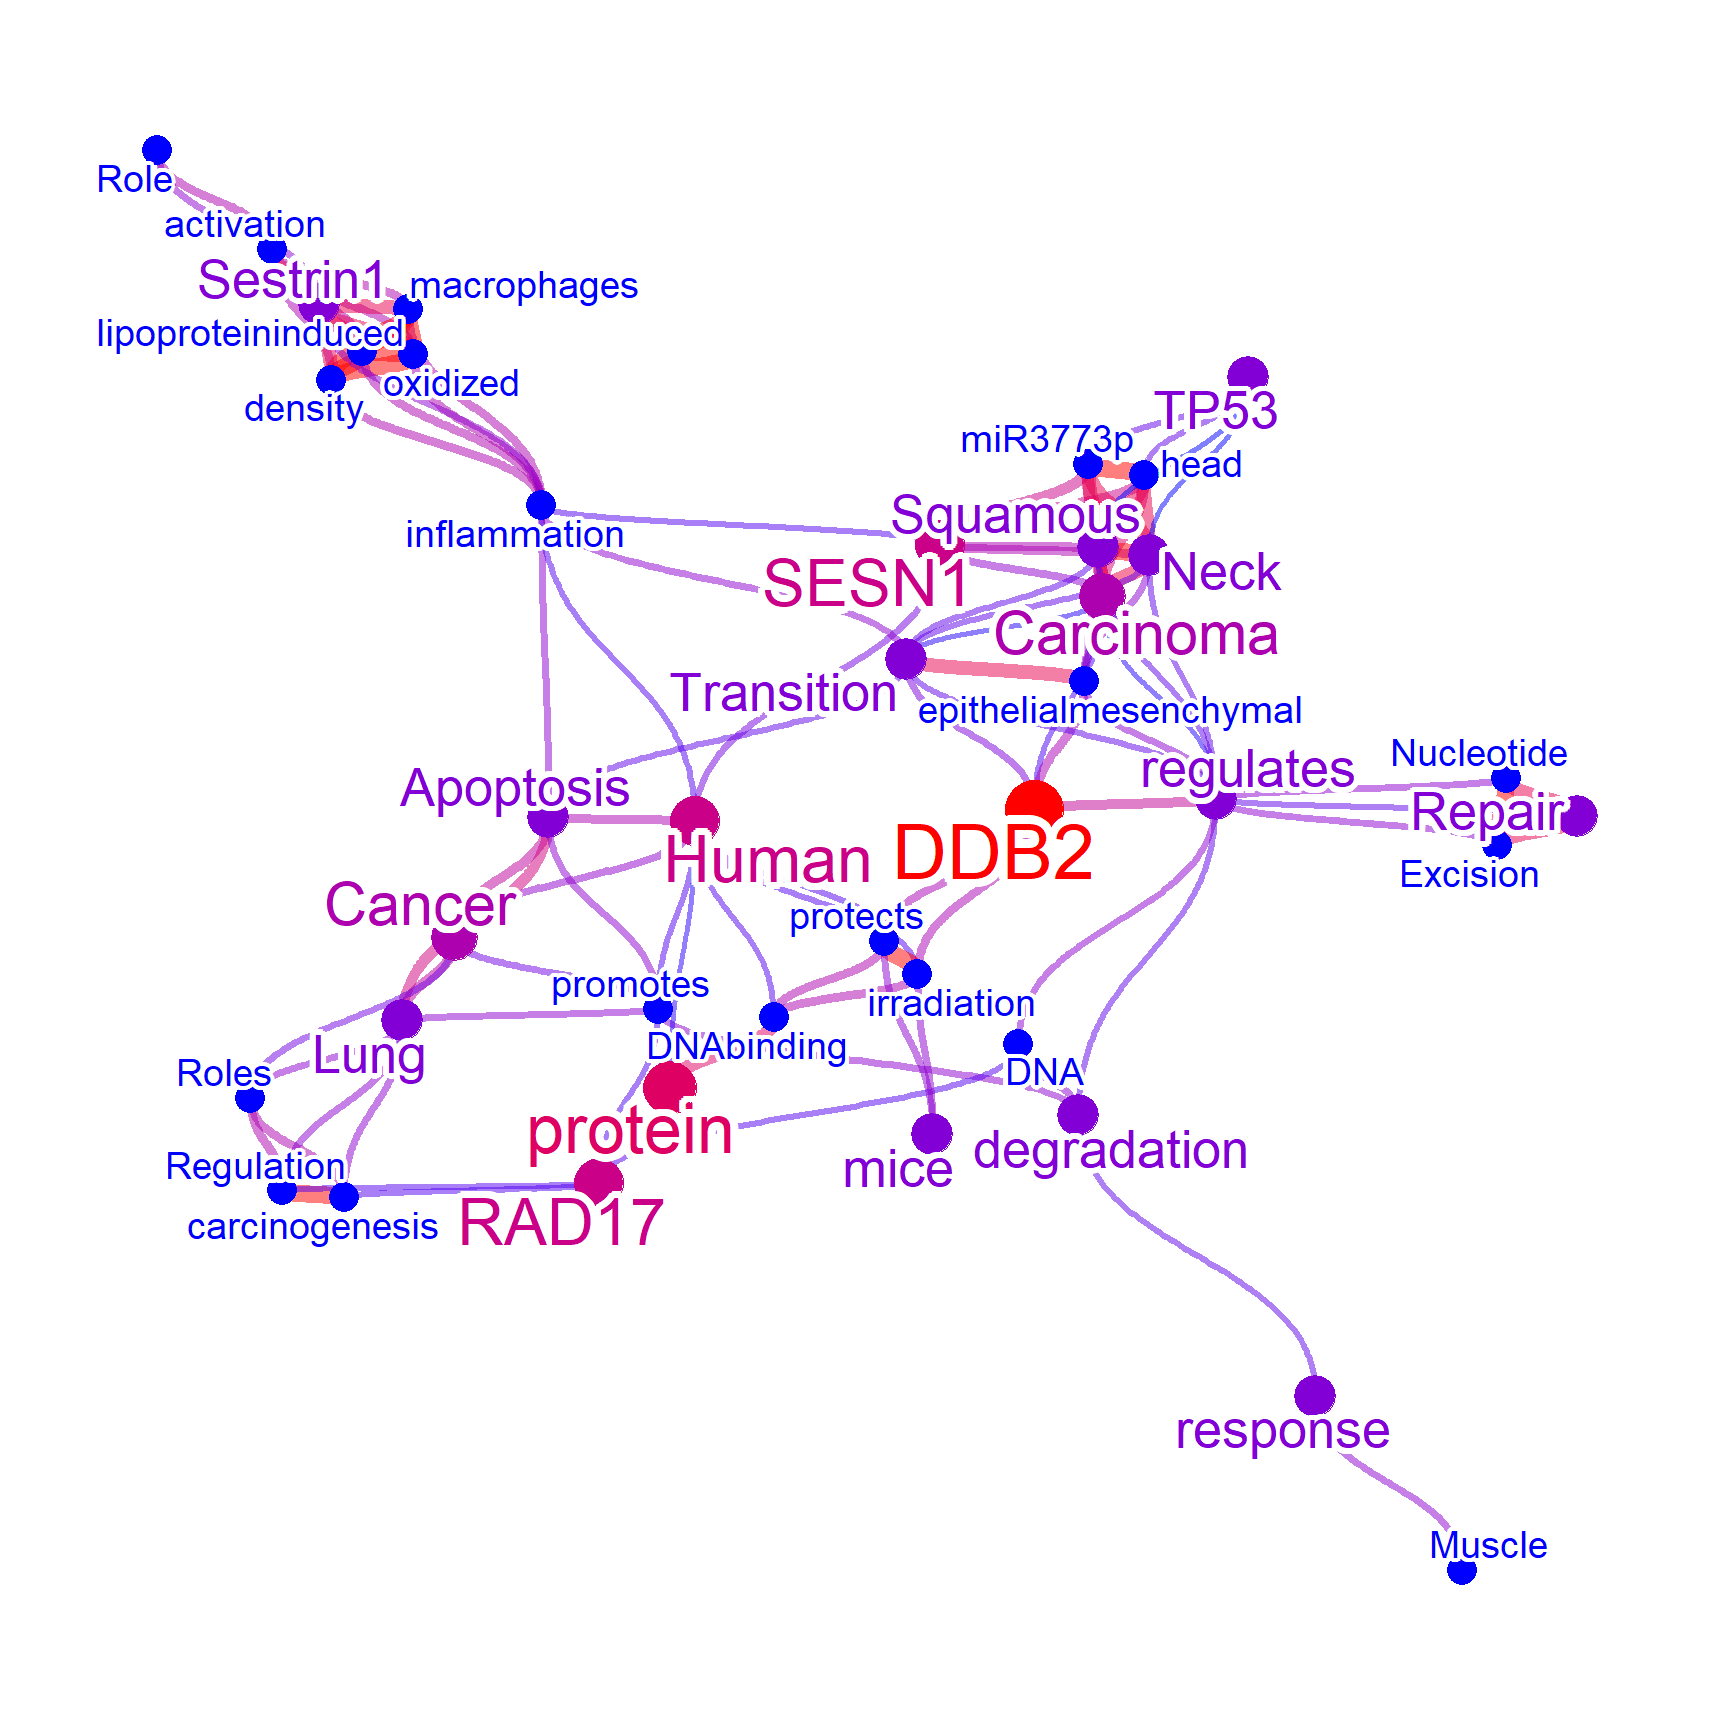 Role
activation
Sestrin1
macrophages
lipoproteininduced
oxidized
density
TP53
miR3773p
head
Squamous
inflammation
Neck
SESN1
Carcinoma
Transition
epithelialmesenchymal
Nucleotide
regulates
Apoptosis
Repair
DDB2
Human
Excision
Cancer
protects
promotes
irradiation
DNAbinding
Lung
Roles
DNA
protein
degradation
Regulation
mice
carcinogenesis
RAD17
response
Muscle